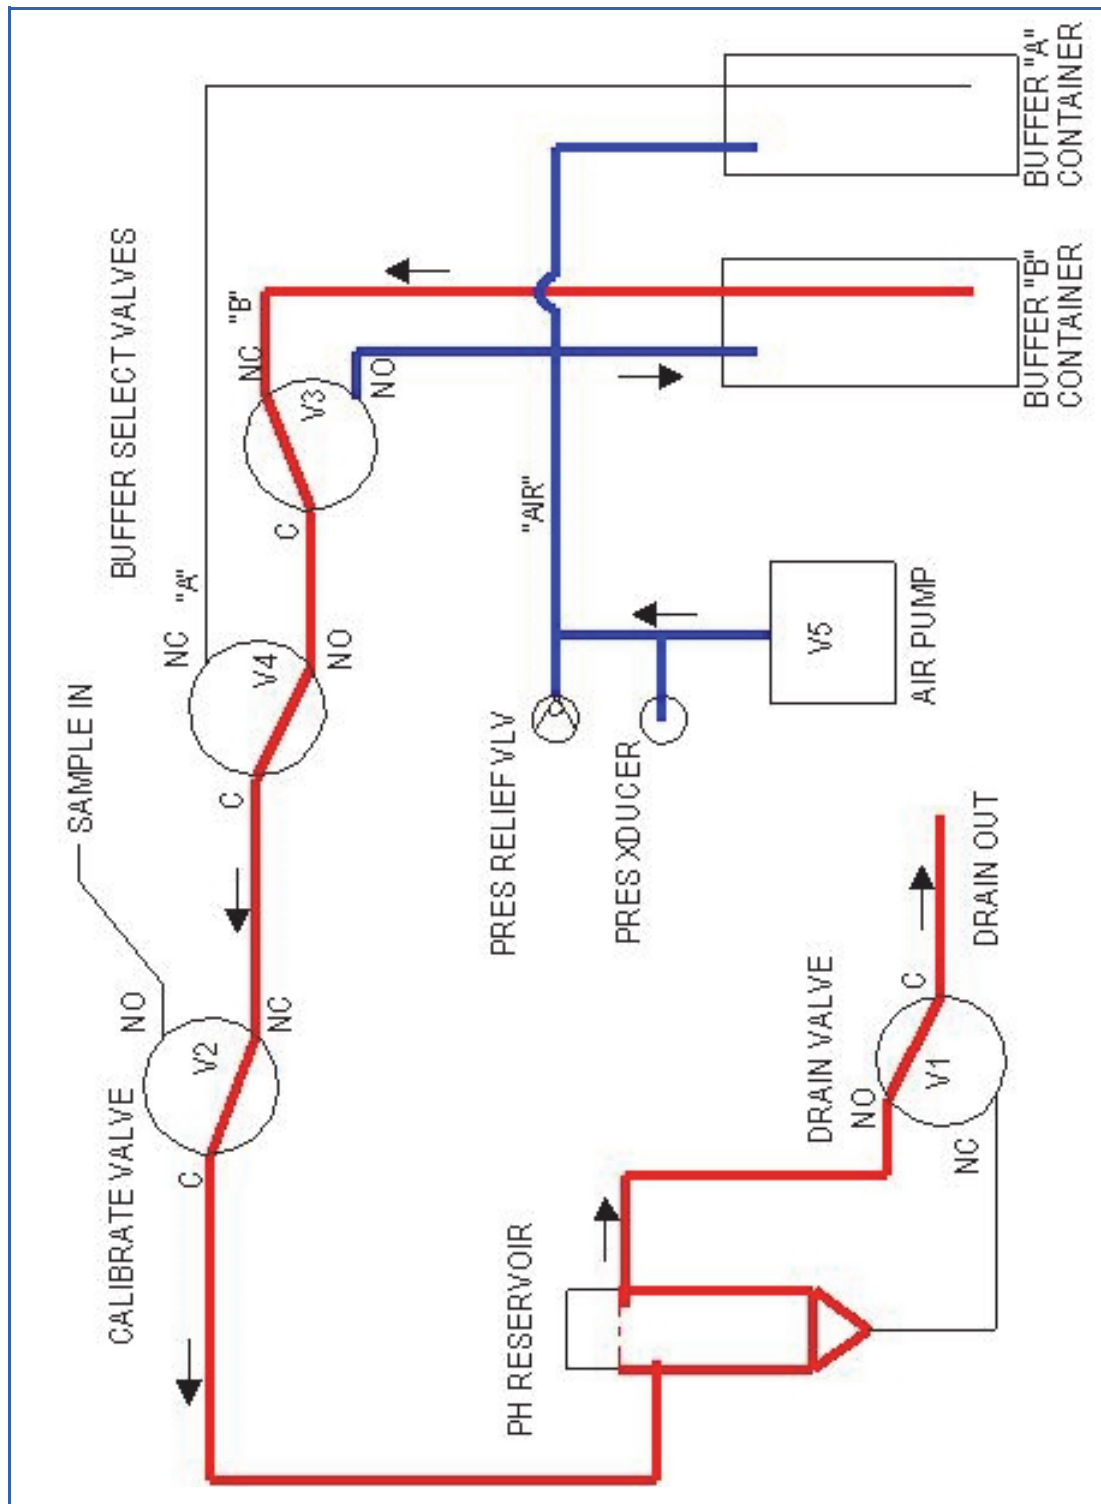 CALIBRATE VALVE
NO
V2
C
NC
SAMPLE IN
BUFFER SELECT VALVES
NC
"A"
V4
C
NO
NC
"B"
V3
C
NO
PH RESERVOIR
PRES RELIEF VLV
"AIR"
PRES XDUCER
V5
AIR PUMP
DRAIN VALVE
NO
C
V1
NC
DRAIN OUT
BUFFER "B"
CONTAINER
BUFFER "A"
CONTAINER